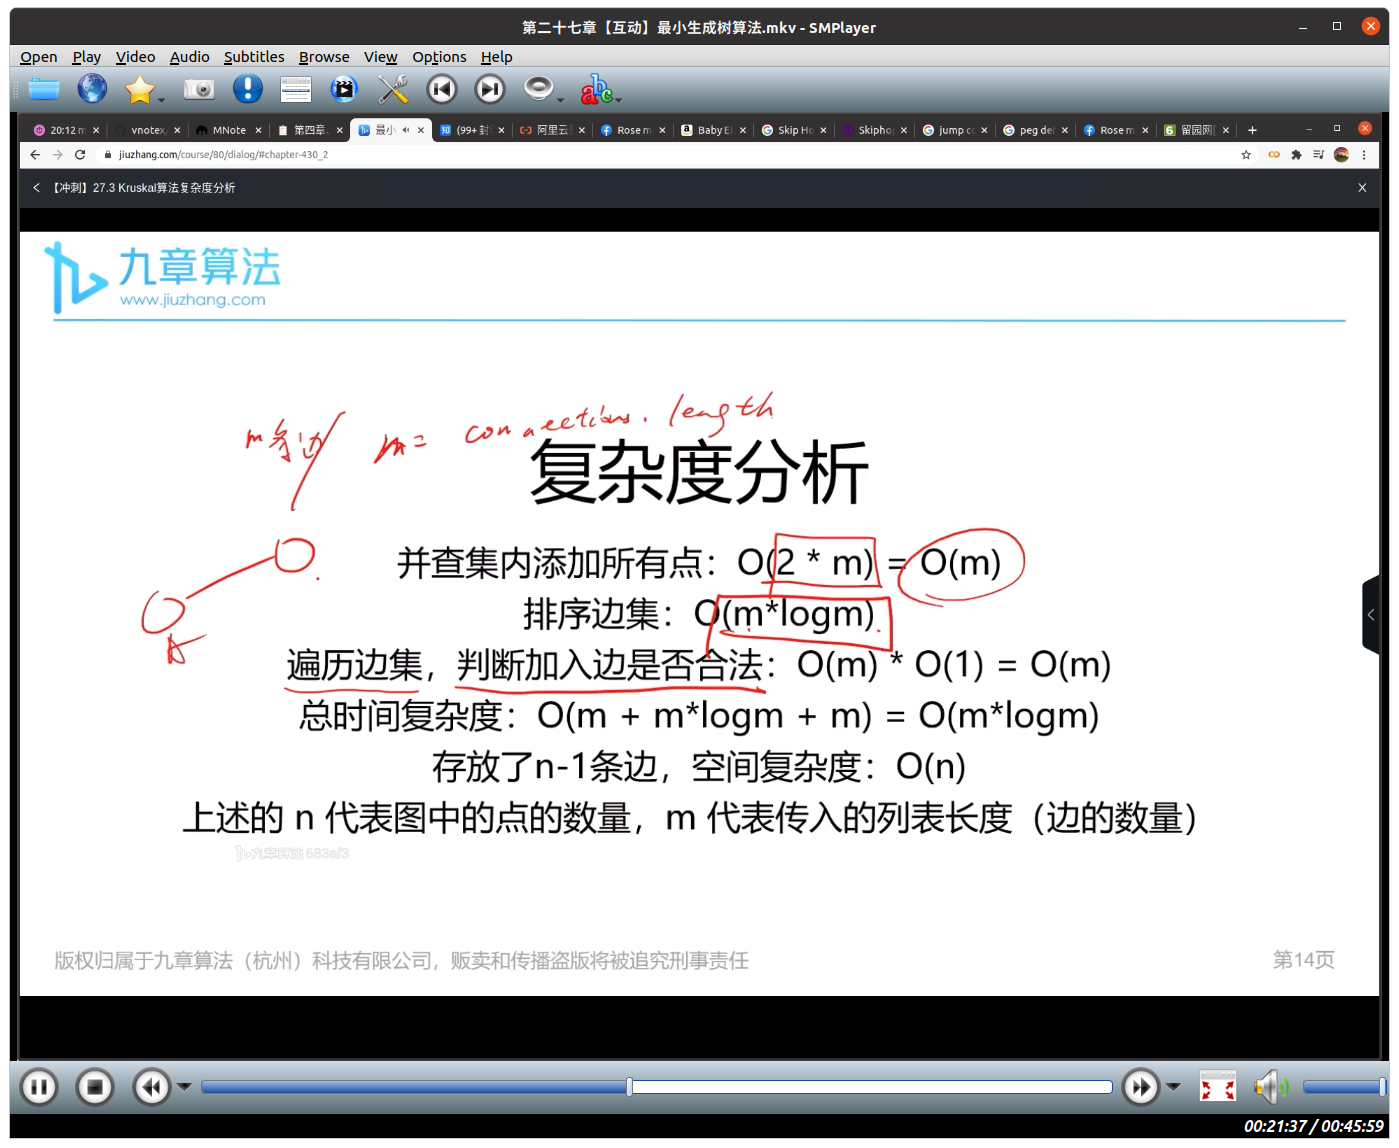 第二十七章【互动】最小生成树算法.mkv - SMPlayer
Open Play Video Audio Subtitles Browse View Options Help
abc
20:12 m vnotex MNote 第四章. 最小 (99+ 封 阿里云 Rose m Baby Ei Skip Ho Skiphop jump co peg de Rose m 留园网
jiuzhang.com/course/80/dialog/#chapter-430_2
【冲刺】27.3 Kruskal算法复杂度分析
九章算法
www.jiuzhang.com
m条边 m= connections.length
复杂度分析
并查集内添加所有点：O(2 * m) = O(m)
排序边集：O(m*logm)
遍历边集，判断加入边是否合法：O(m) * O(1) = O(m)
总时间复杂度：O(m + m*logm + m) = O(m*logm)
存放了n-1条边，空间复杂度：O(n)
上述的 n 代表图中的点的数量，m 代表传入的列表长度（边的数量）
九章算法 683af3
版权归属于九章算法（杭州）科技有限公司，贩卖和传播盗版将被追究刑事责任
第14页
00:21:37 / 00:45:59